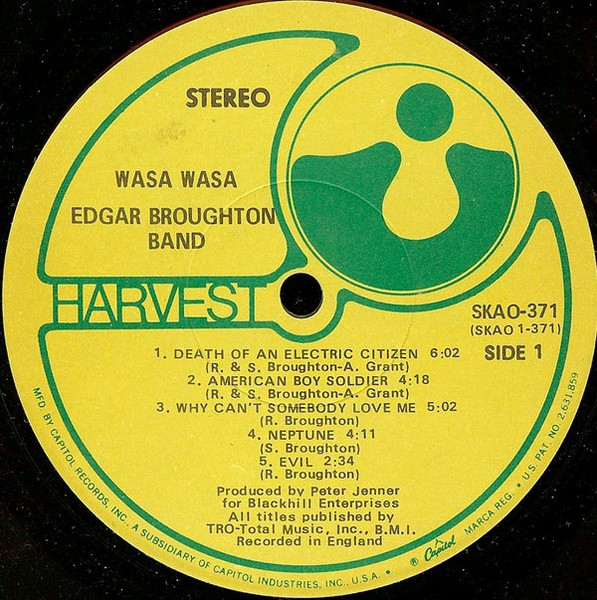 STEREO
WASA WASA
EDGAR BROUGHTON
BAND
HARVEST
SKAO-371
(SKAO 1-371)
SIDE 1
1. DEATH OF AN ELECTRIC CITIZEN 6:02
(R. & S. Broughton-A. Grant)
2. AMERICAN BOY SOLDIER 4:18
(R. & S. Broughton-A. Grant)
3. WHY CAN'T SOMEBODY LOVE ME 5:02
(R. Broughton)
4. NEPTUNE 4:11
(S. Broughton)
5. EVIL 2:34
(R. Broughton)
Produced by Peter Jenner
for Blackhill Enterprises
All titles published by
TRO-Total Music, Inc., B.M.I.
Recorded in England
MFD. BY CAPITOL RECORDS, INC., A SUBSIDIARY OF CAPITOL INDUSTRIES, INC., U.S.A. • ® Capitol MARCA REG. • U.S. PAT. NO. 2,631,859